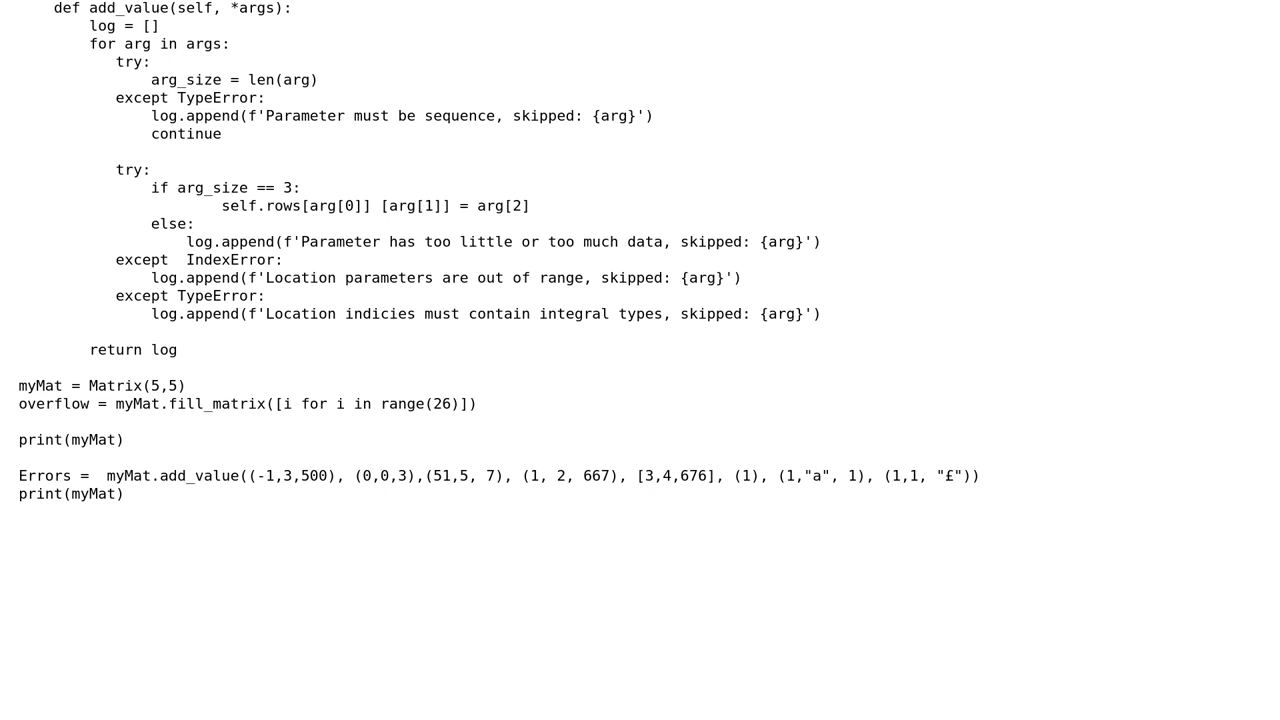 def add_value(self, *args):
        log = []
        for arg in args:
           try:
               arg_size = len(arg)
           except TypeError:
               log.append(f'Parameter must be sequence, skipped: {arg}')
               continue

           try:
               if arg_size == 3:
                       self.rows[arg[0]] [arg[1]] = arg[2]
               else:
                   log.append(f'Parameter has too little or too much data, skipped: {arg}')
           except  IndexError:
               log.append(f'Location parameters are out of range, skipped: {arg}')
           except TypeError:
               log.append(f'Location indicies must contain integral types, skipped: {arg}')

        return log

myMat = Matrix(5,5)
overflow = myMat.fill_matrix([i for i in range(26)])

print(myMat)

Errors =  myMat.add_value((-1,3,500), (0,0,3),(51,5, 7), (1, 2, 667), [3,4,676], (1), (1,"a", 1), (1,1, "£"))
print(myMat)